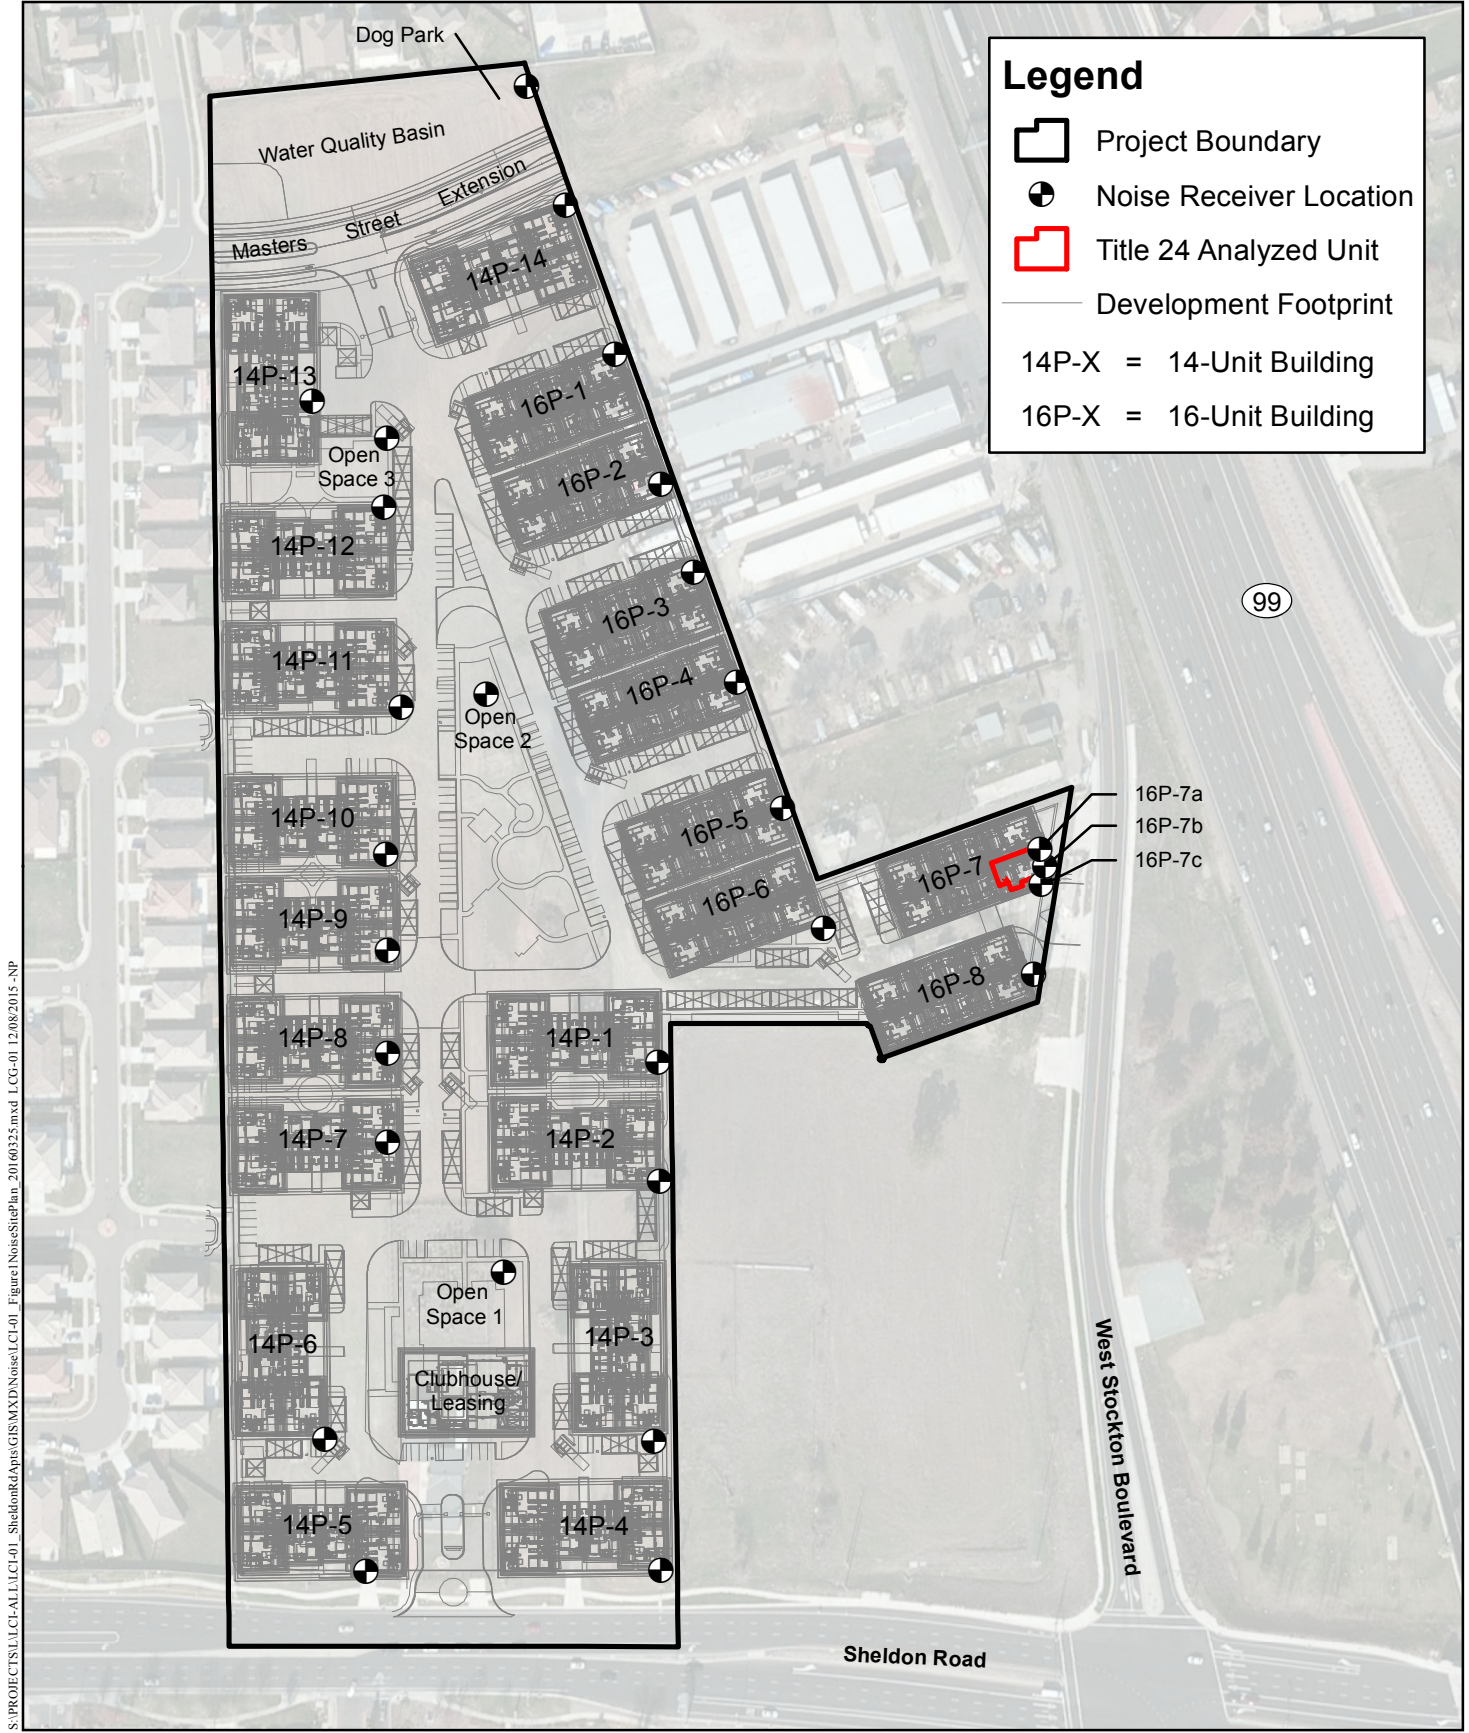 Dog Park
Water Quality Basin
Masters Street Extension
Legend
Project Boundary
Noise Receiver Location
Title 24 Analyzed Unit
Development Footprint
14P-X = 14-Unit Building
16P-X = 16-Unit Building
14P-14
14P-13
16P-1
Open
Space 3
16P-2
14P-12
99
16P-3
14P-11
16P-4
Open
Space 2
16P-7a
16P-7b
16P-7c
14P-10
16P-5
16P-7
16P-6
14P-9
16P-8
14P-8
14P-1
14P-7
14P-2
Open
Space 1
14P-6
14P-3
Clubhouse/
Leasing
West Stockton Boulevard
14P-5
14P-4
Sheldon Road
S:\PROJECTS\L\LCI-ALL\LCI-01_SheldonRdApts\GIS\MXD\Noise\LCI-01_Figure1NoiseSitePlan_20160325.mxd LCG-01 12/08/2015 -NP